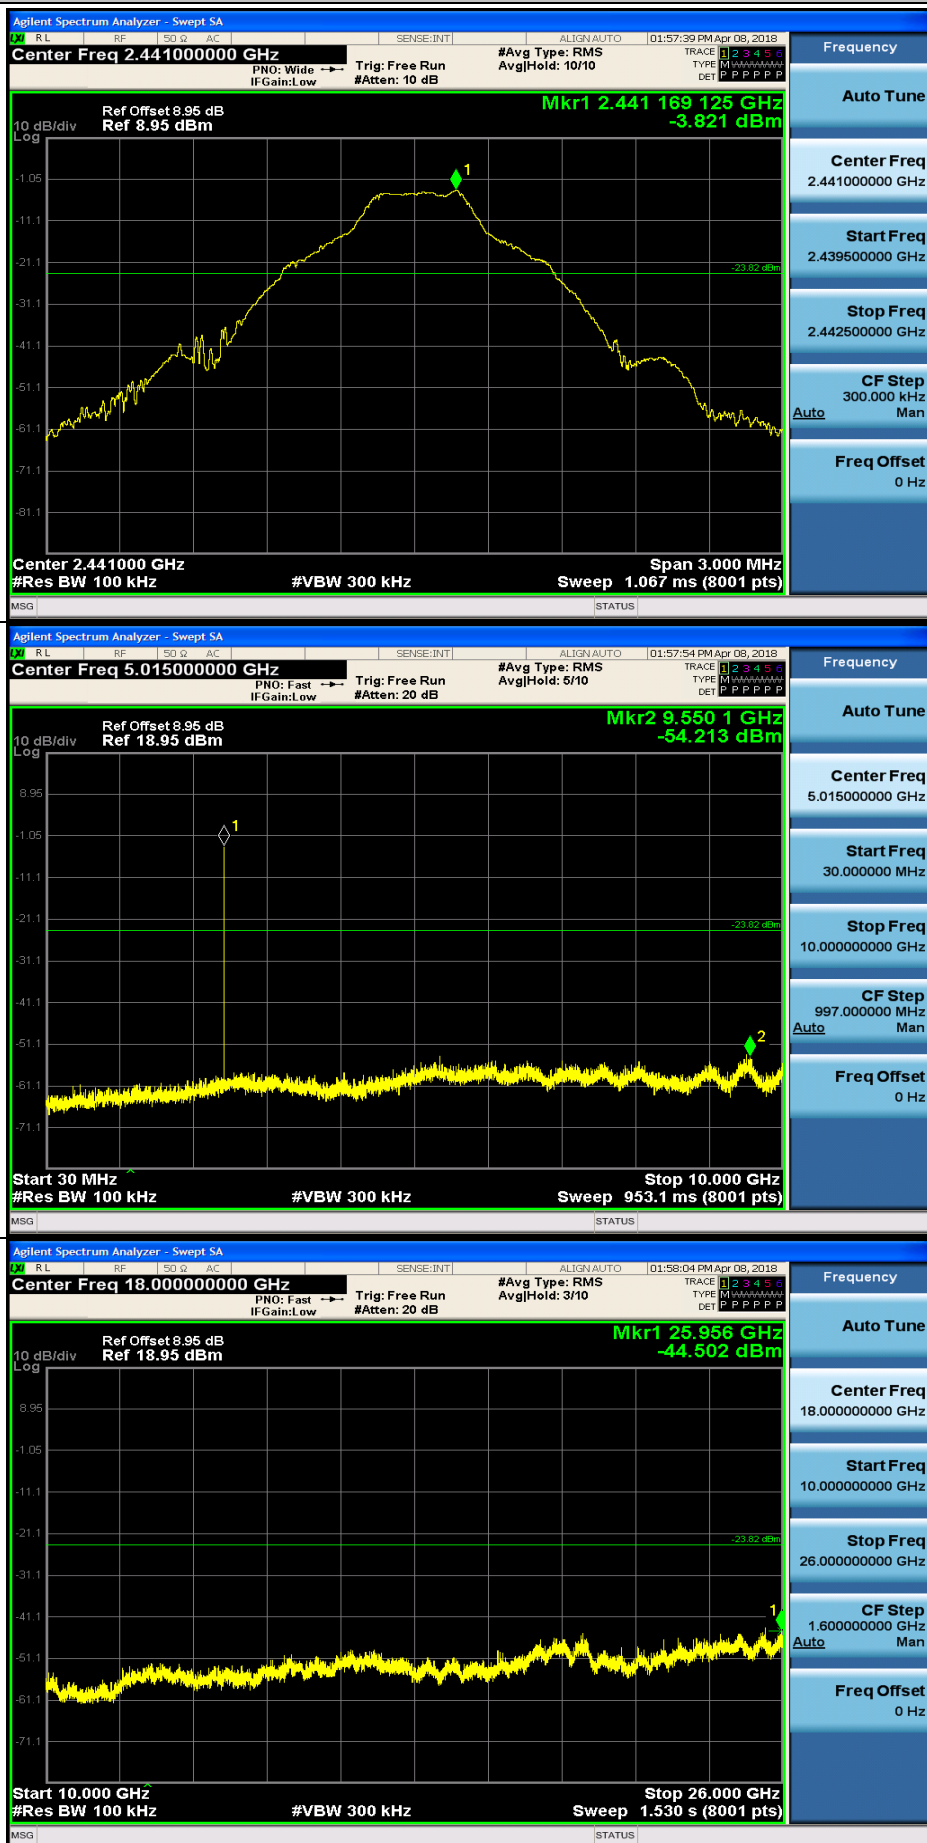 Agilent Spectrum Analyzer - Swept SA
LXI RL RF 50 Ω AC SENSE:INT ALIGN AUTO 01:57:39 PM Apr 08, 2018
Center Freq 2.441000000 GHz
#Avg Type: RMS
TRACE 1 2 3 4 5 6
PNO: Wide
IFGain:Low
Trig: Free Run
#Atten: 10 dB
Avg|Hold: 10/10
TYPE M WWWWW
DET P P P P P P
Mkr1 2.441 169 125 GHz
-3.821 dBm
Ref Offset 8.95 dB
10 dB/div Ref 8.95 dBm
Log
1
-1.05
-11.1
-21.1
-23.82 dBm
-31.1
-41.1
-51.1
-61.1
-71.1
-81.1
Center 2.441000 GHz Span 3.000 MHz
#Res BW 100 kHz #VBW 300 kHz Sweep 1.067 ms (8001 pts)
MSG STATUS
Frequency
Auto Tune
Center Freq
2.441000000 GHz
Start Freq
2.439500000 GHz
Stop Freq
2.442500000 GHz
CF Step
300.000 kHz
Auto Man
Freq Offset
0 Hz
Agilent Spectrum Analyzer - Swept SA
LXI RL RF 50 Ω AC SENSE:INT ALIGN AUTO 01:57:54 PM Apr 08, 2018
Center Freq 5.015000000 GHz
#Avg Type: RMS
TRACE 1 2 3 4 5 6
PNO: Fast
IFGain:Low
Trig: Free Run
#Atten: 20 dB
Avg|Hold: 5/10
TYPE M WWWWW
DET P P P P P P
Mkr2 9.550 1 GHz
-54.213 dBm
Ref Offset 8.95 dB
10 dB/div Ref 18.95 dBm
Log
8.95
1
-1.05
-11.1
-21.1
-23.82 dBm
-31.1
-41.1
-51.1
2
-61.1
-71.1
Start 30 MHz Stop 10.000 GHz
#Res BW 100 kHz #VBW 300 kHz Sweep 953.1 ms (8001 pts)
MSG STATUS
Frequency
Auto Tune
Center Freq
5.015000000 GHz
Start Freq
30.000000 MHz
Stop Freq
10.000000000 GHz
CF Step
997.000000 MHz
Auto Man
Freq Offset
0 Hz
Agilent Spectrum Analyzer - Swept SA
LXI RL RF 50 Ω AC SENSE:INT ALIGN AUTO 01:58:04 PM Apr 08, 2018
Center Freq 18.000000000 GHz
#Avg Type: RMS
TRACE 1 2 3 4 5 6
PNO: Fast
IFGain:Low
Trig: Free Run
#Atten: 20 dB
Avg|Hold: 3/10
TYPE M WWWWW
DET P P P P P P
Mkr1 25.956 GHz
-44.502 dBm
Ref Offset 8.95 dB
10 dB/div Ref 18.95 dBm
Log
8.95
-1.05
-11.1
-21.1
-23.82 dBm
-31.1
-41.1
1
-51.1
-61.1
-71.1
Start 10.000 GHz Stop 26.000 GHz
#Res BW 100 kHz #VBW 300 kHz Sweep 1.530 s (8001 pts)
MSG STATUS
Frequency
Auto Tune
Center Freq
18.000000000 GHz
Start Freq
10.000000000 GHz
Stop Freq
26.000000000 GHz
CF Step
1.600000000 GHz
Auto Man
Freq Offset
0 Hz